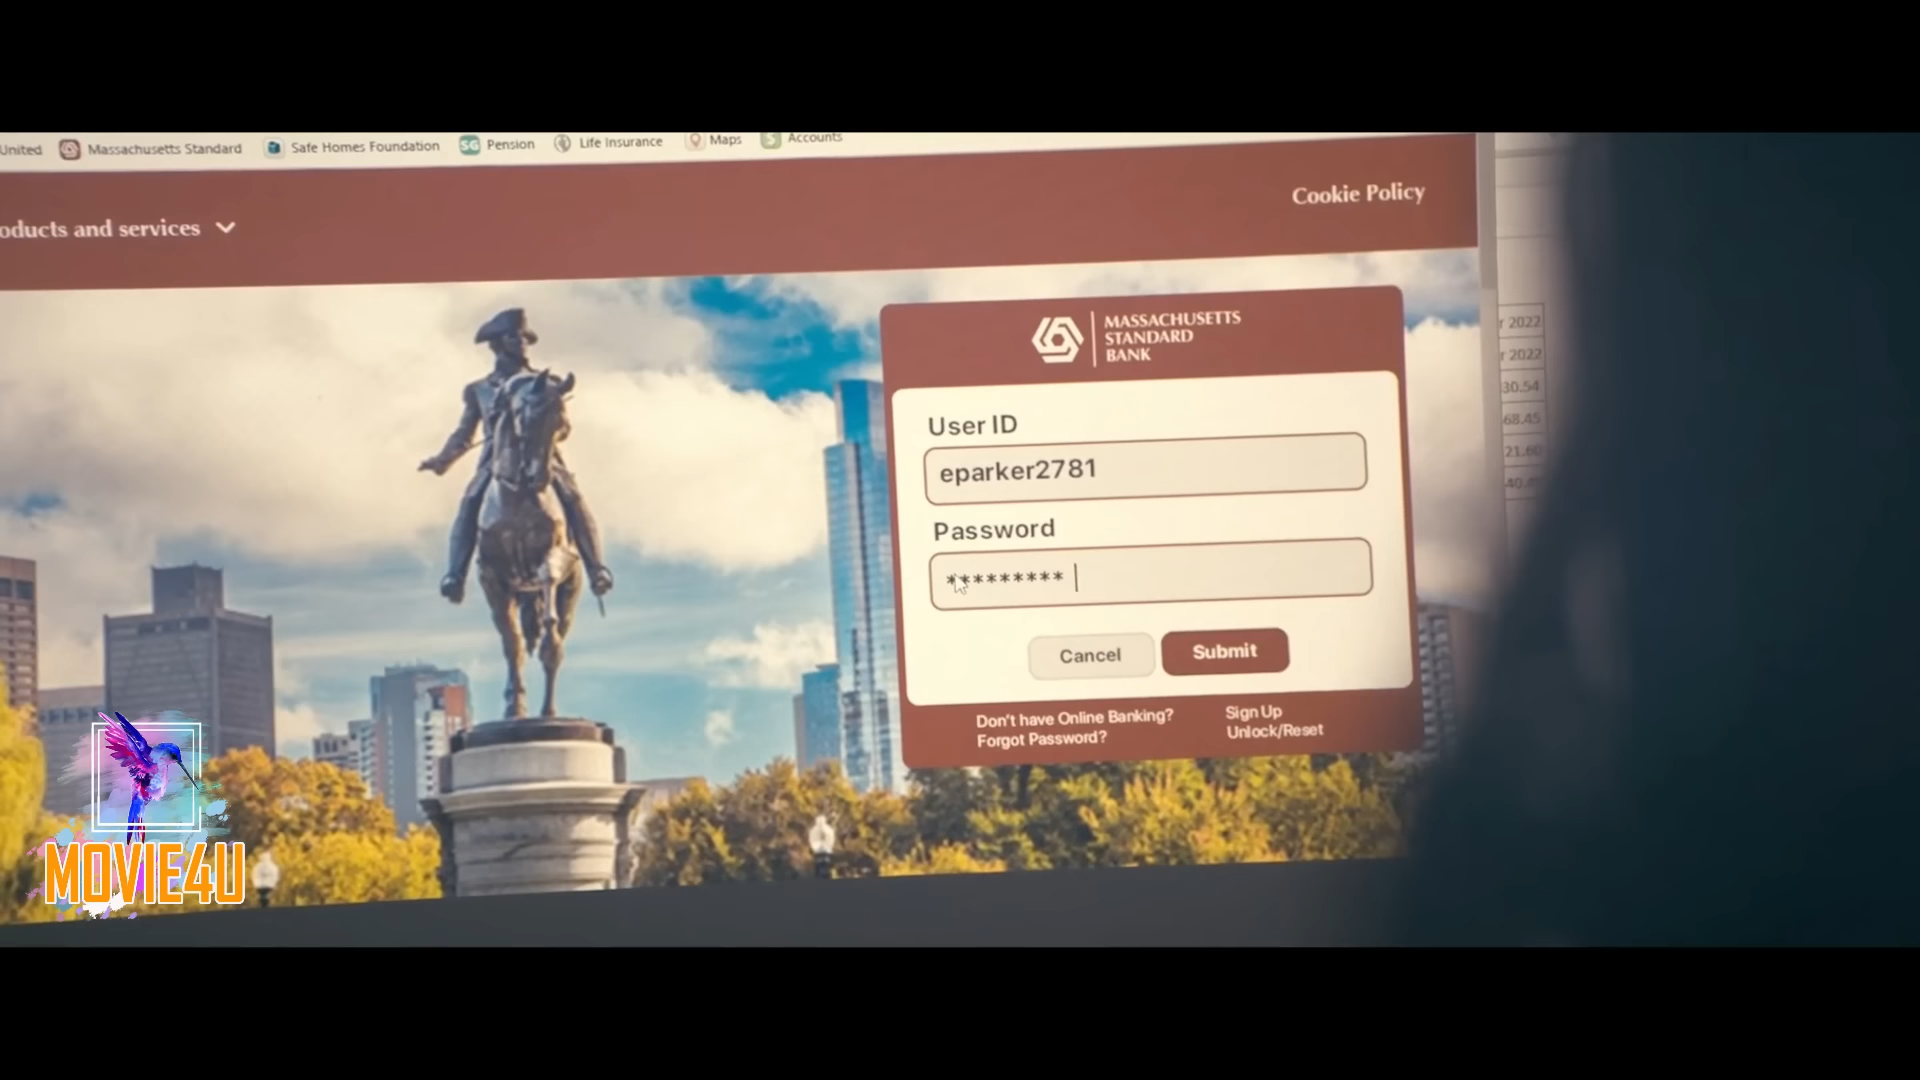 United
Massachusetts Standard
Safe Homes Foundation
SG
Pension
Life Insurance
Maps
$
Accounts
oducts and services
Cookie Policy
MASSACHUSETTS
STANDARD
BANK
User ID
eparker2781
Password
*********
Cancel
Submit
Don't have Online Banking?
Sign Up
Forgot Password?
Unlock/Reset
r 2022
r 2022
30.54
68.45
MOVIE4U